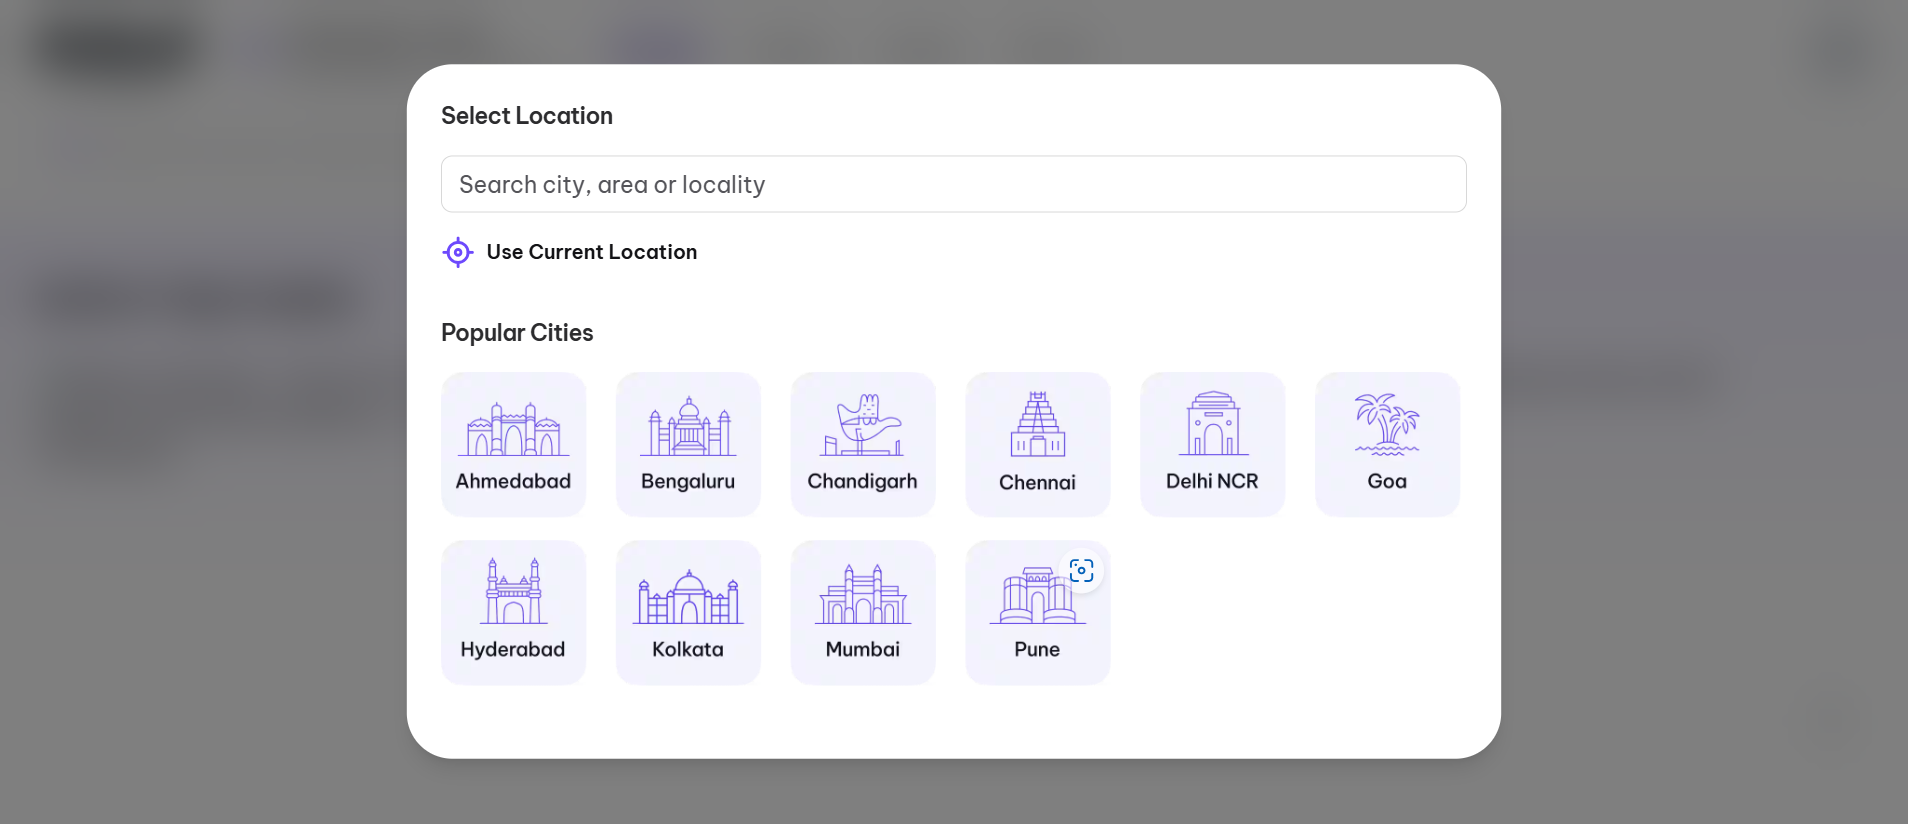 Select Location
Search city, area or locality
Use Current Location
Popular Cities
Ahmedabad
Bengaluru
Chandigarh
Chennai
Delhi NCR
Goa
Hyderabad
Kolkata
Mumbai
Pune